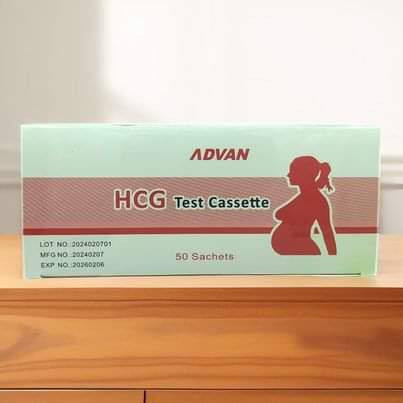 ADVAN
HCG Test Cassette
LOT NO.:2024020701
MFG NO.:20240207
EXP NO.:20260206
50 Sachets